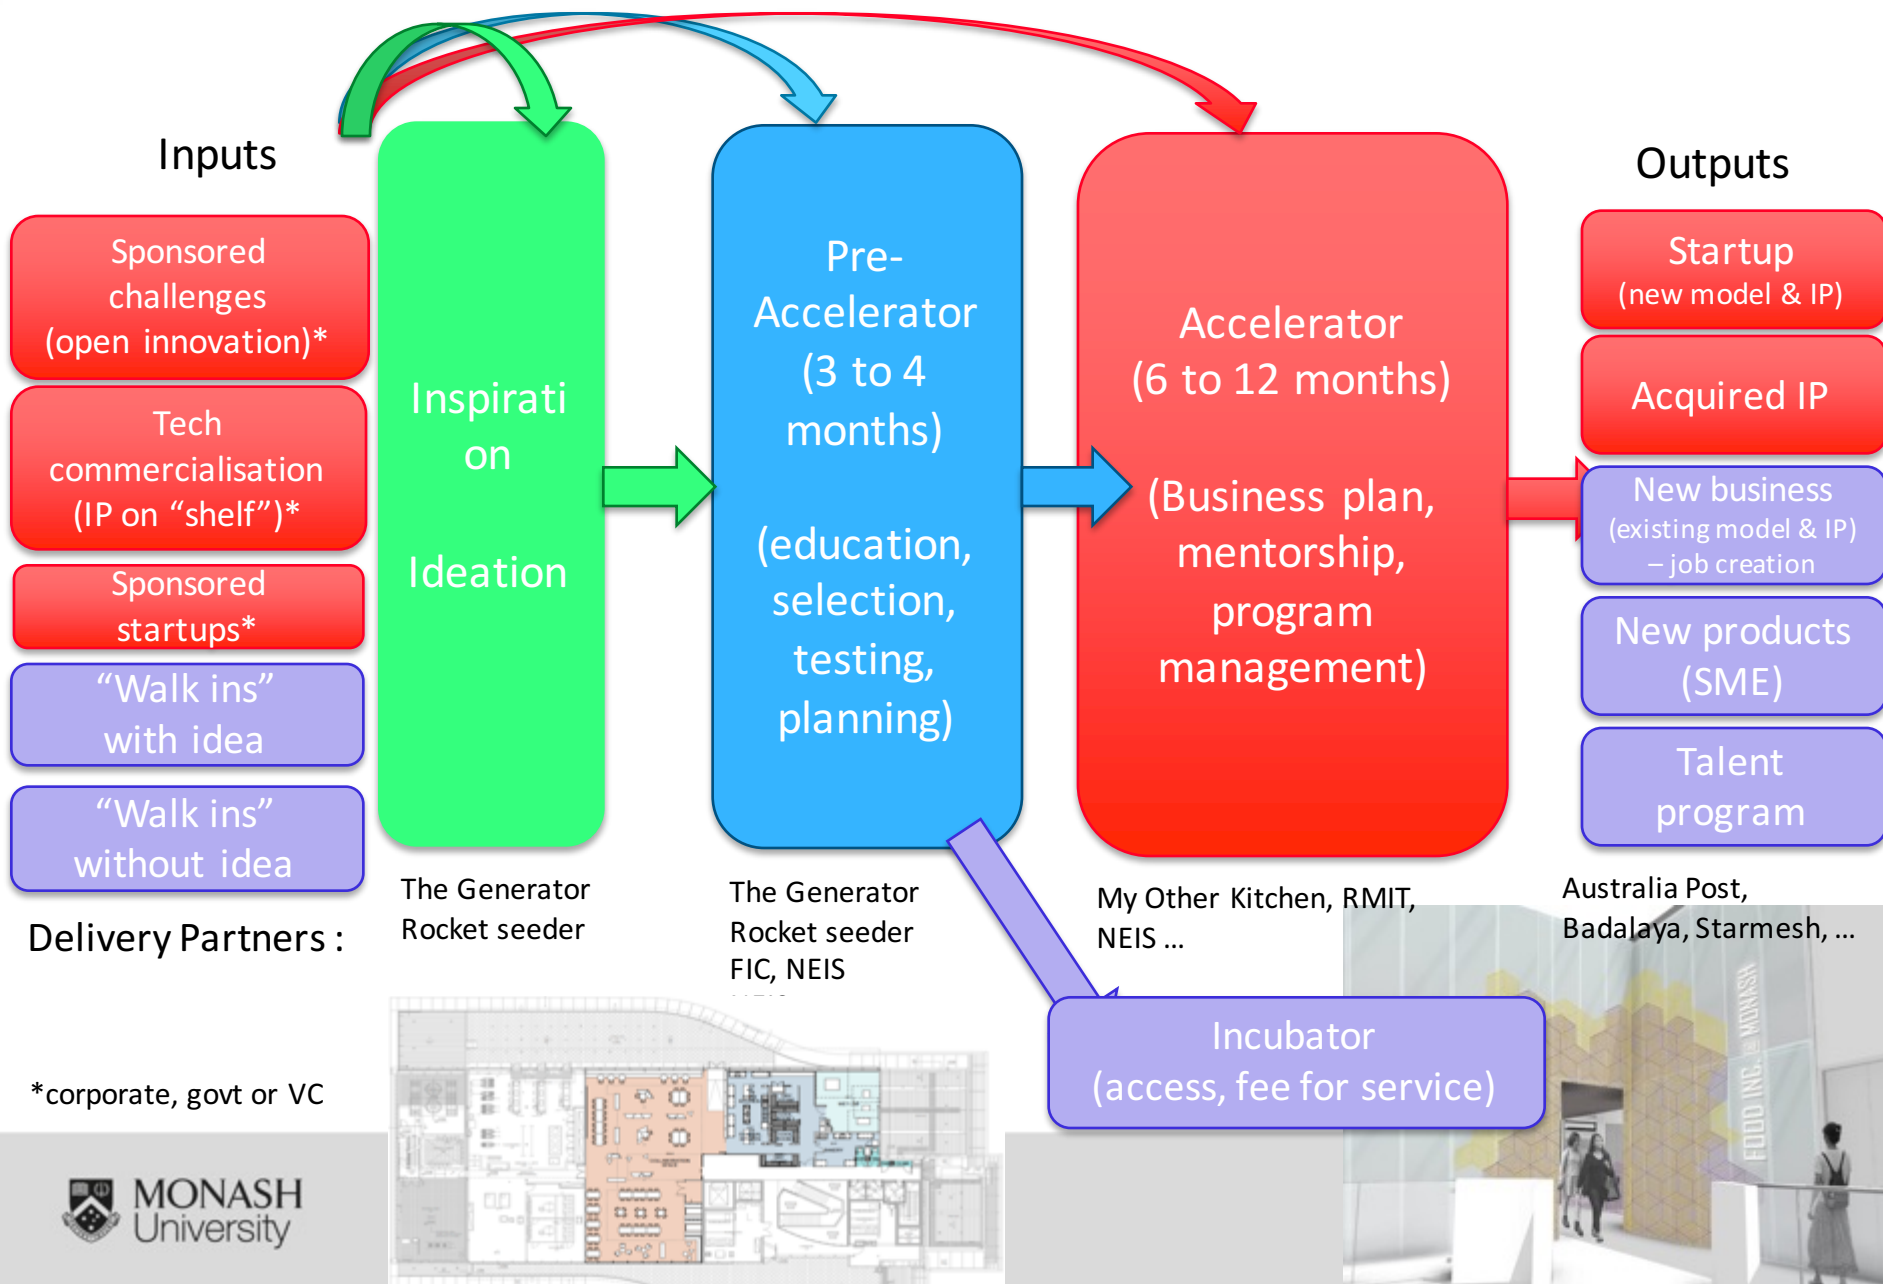 Inputs
Sponsored
challenges
(open innovation)*
Tech
commercialisation
(IP on “shelf”)*
Sponsored
startups*
“Walk ins”
with idea
“Walk ins”
without idea
Inspirati
on
Ideation
Pre-
Accelerator
(3 to 4
months)
(education,
selection,
testing,
planning)
Accelerator
(6 to 12 months)
(Business plan,
mentorship,
program
management)
Outputs
Startup
(new model & IP)
Acquired IP
New business
(existing model & IP)
– job creation
New products
(SME)
Talent
program
Delivery Partners :
The Generator
Rocket seeder
The Generator
Rocket seeder
FIC, NEIS
My Other Kitchen, RMIT,
NEIS ...
Australia Post,
Badalaya, Starmesh, ...
Incubator
(access, fee for service)
*corporate, govt or VC
MONASH
University
FOOD INC. @ MONASH